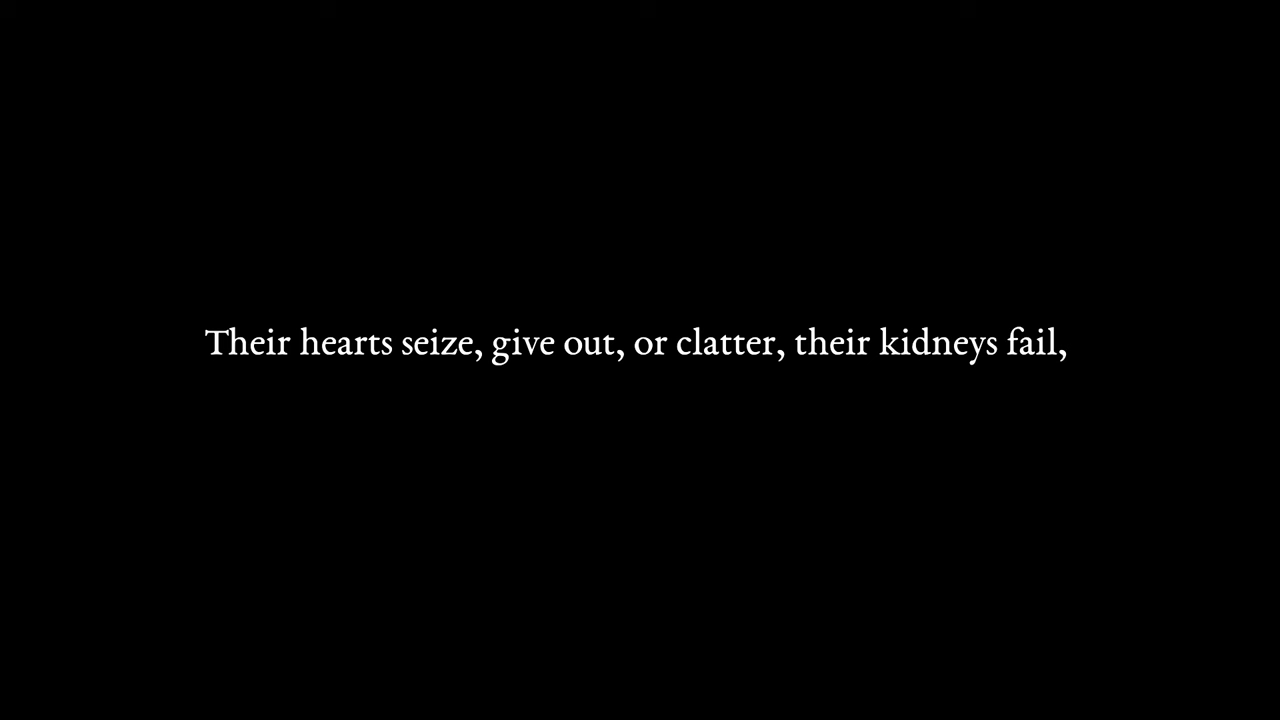 Their hearts seize, give out, or clatter, their kidneys fail,